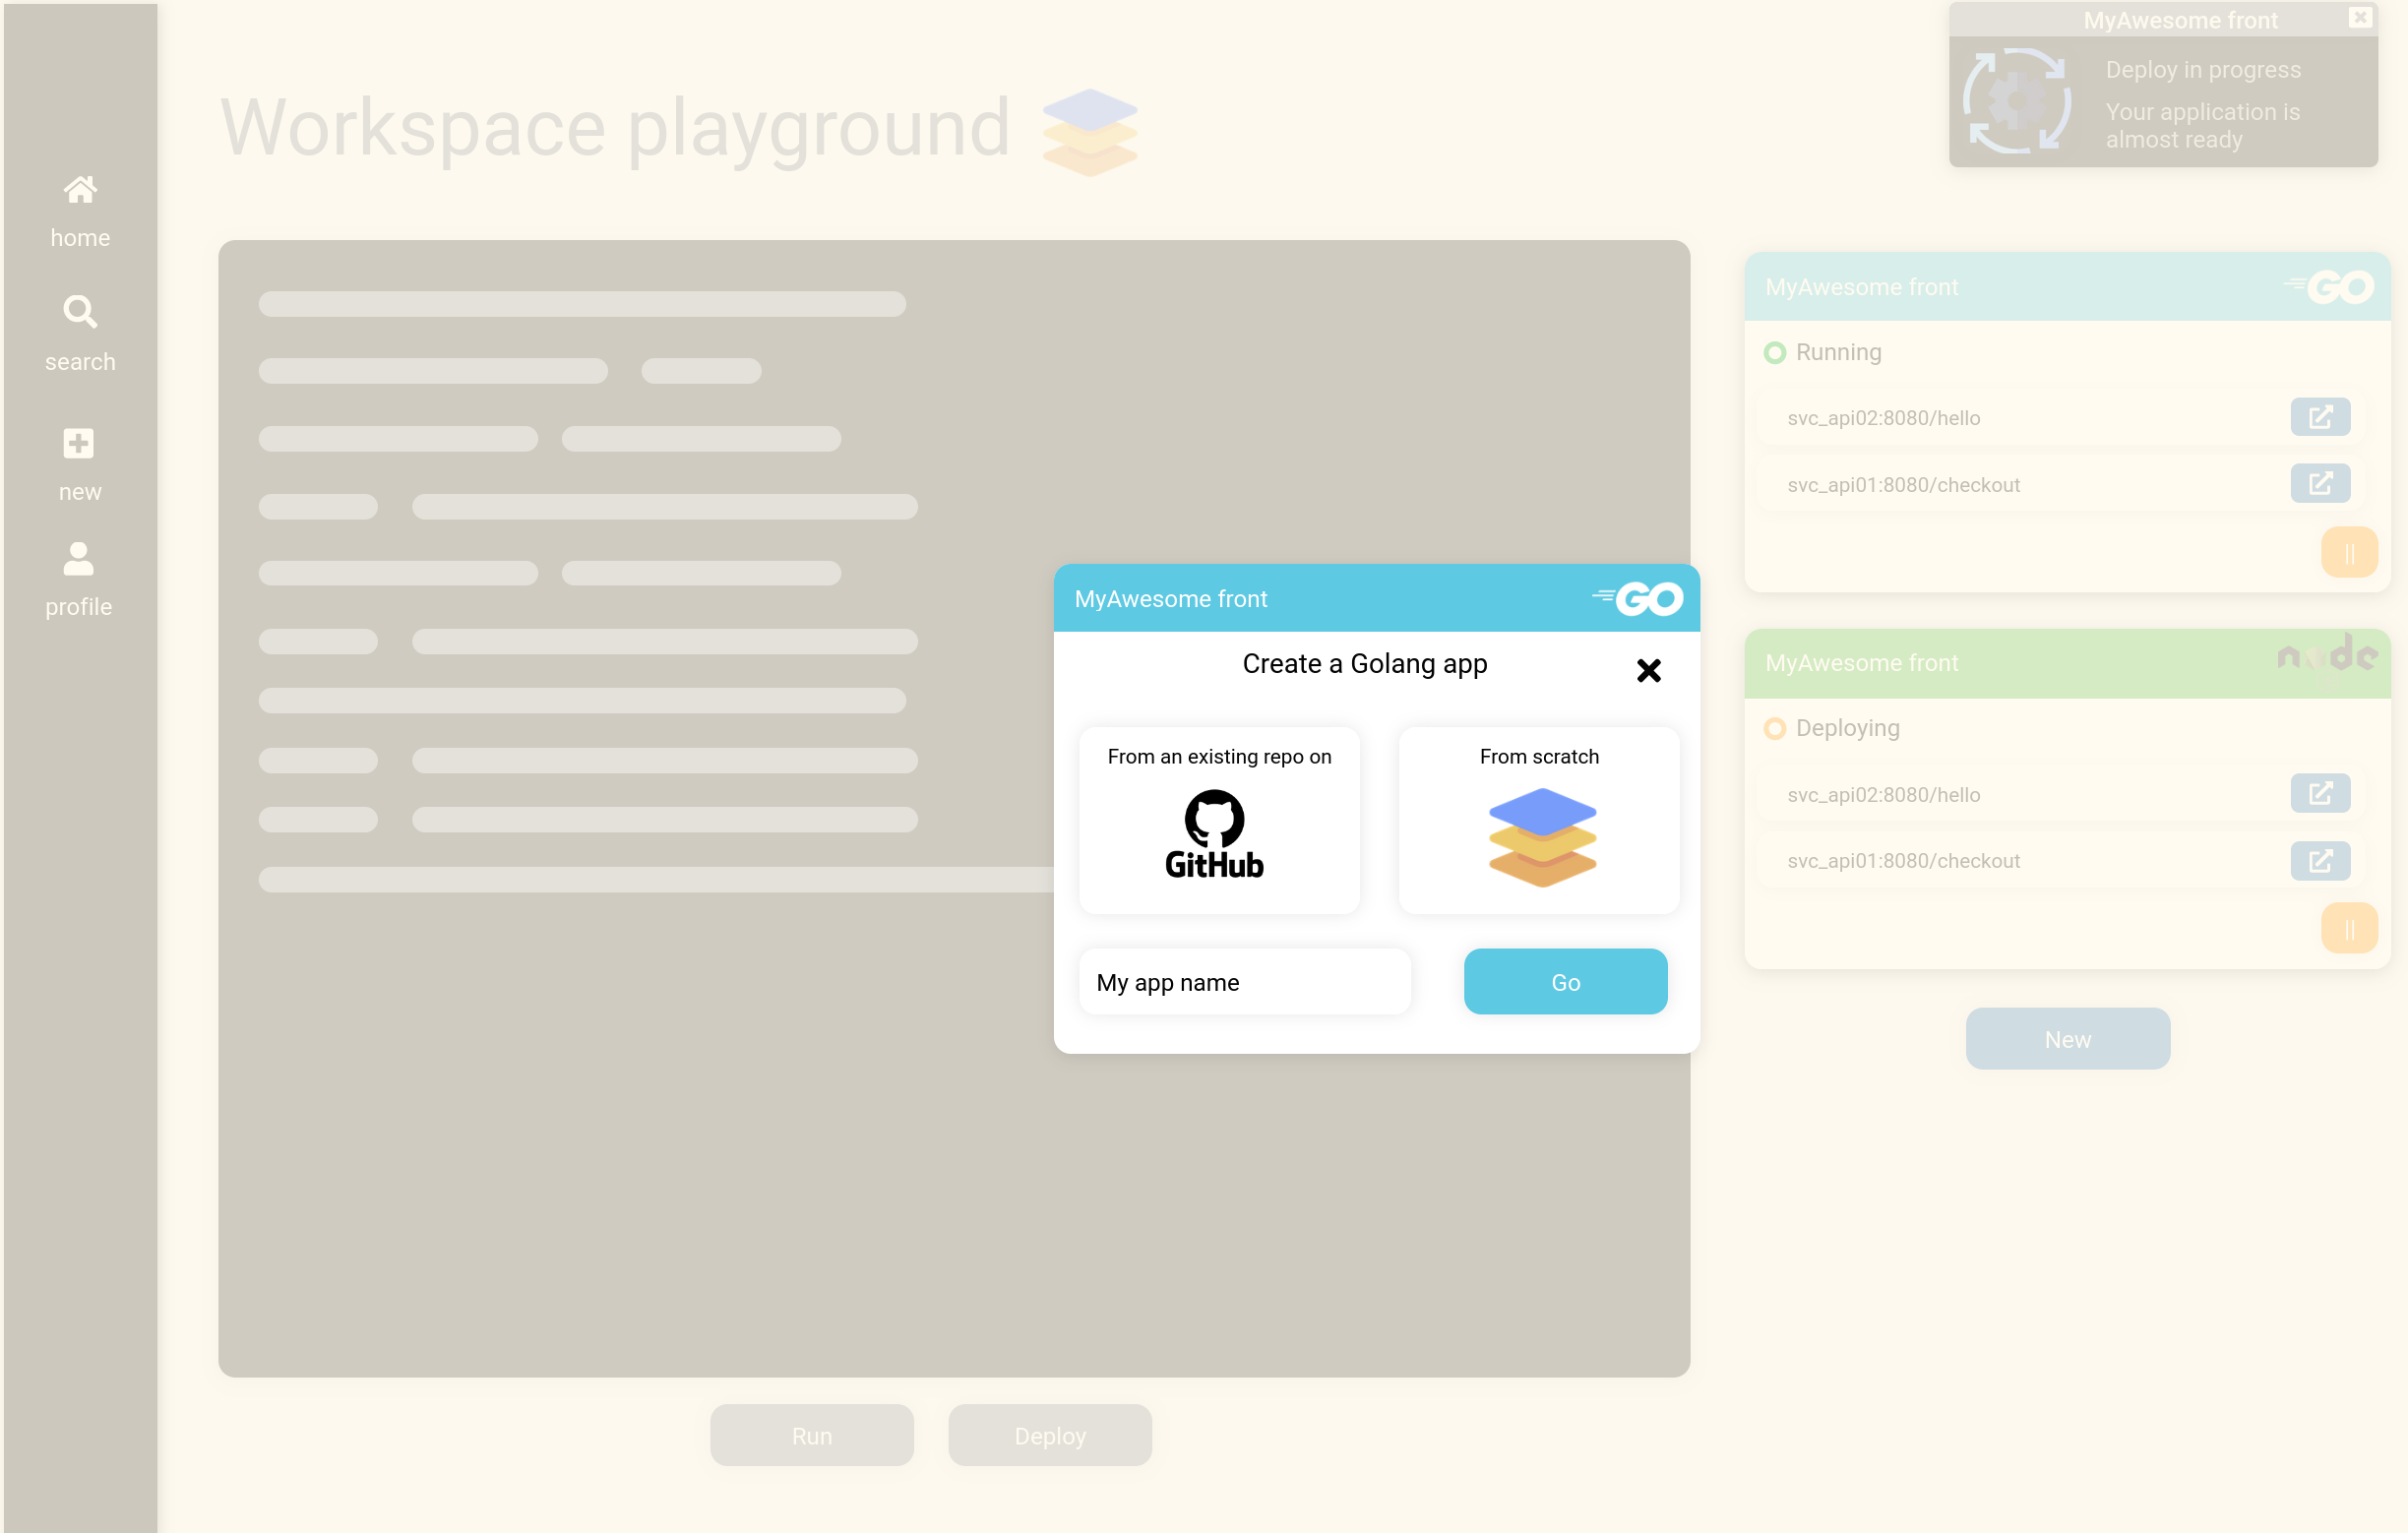 MyAwesome front
Deploy in progress
Your application is
almost ready
Workspace playground
home
search
new
profile
MyAwesome front
GO
Running
svc_api02:8080/hello
svc_api01:8080/checkout
||
MyAwesome front
GO
Create a Golang app
From an existing repo on
GitHub
From scratch
My app name
Go
MyAwesome front
node
Deploying
svc_api02:8080/hello
svc_api01:8080/checkout
||
New
Run
Deploy